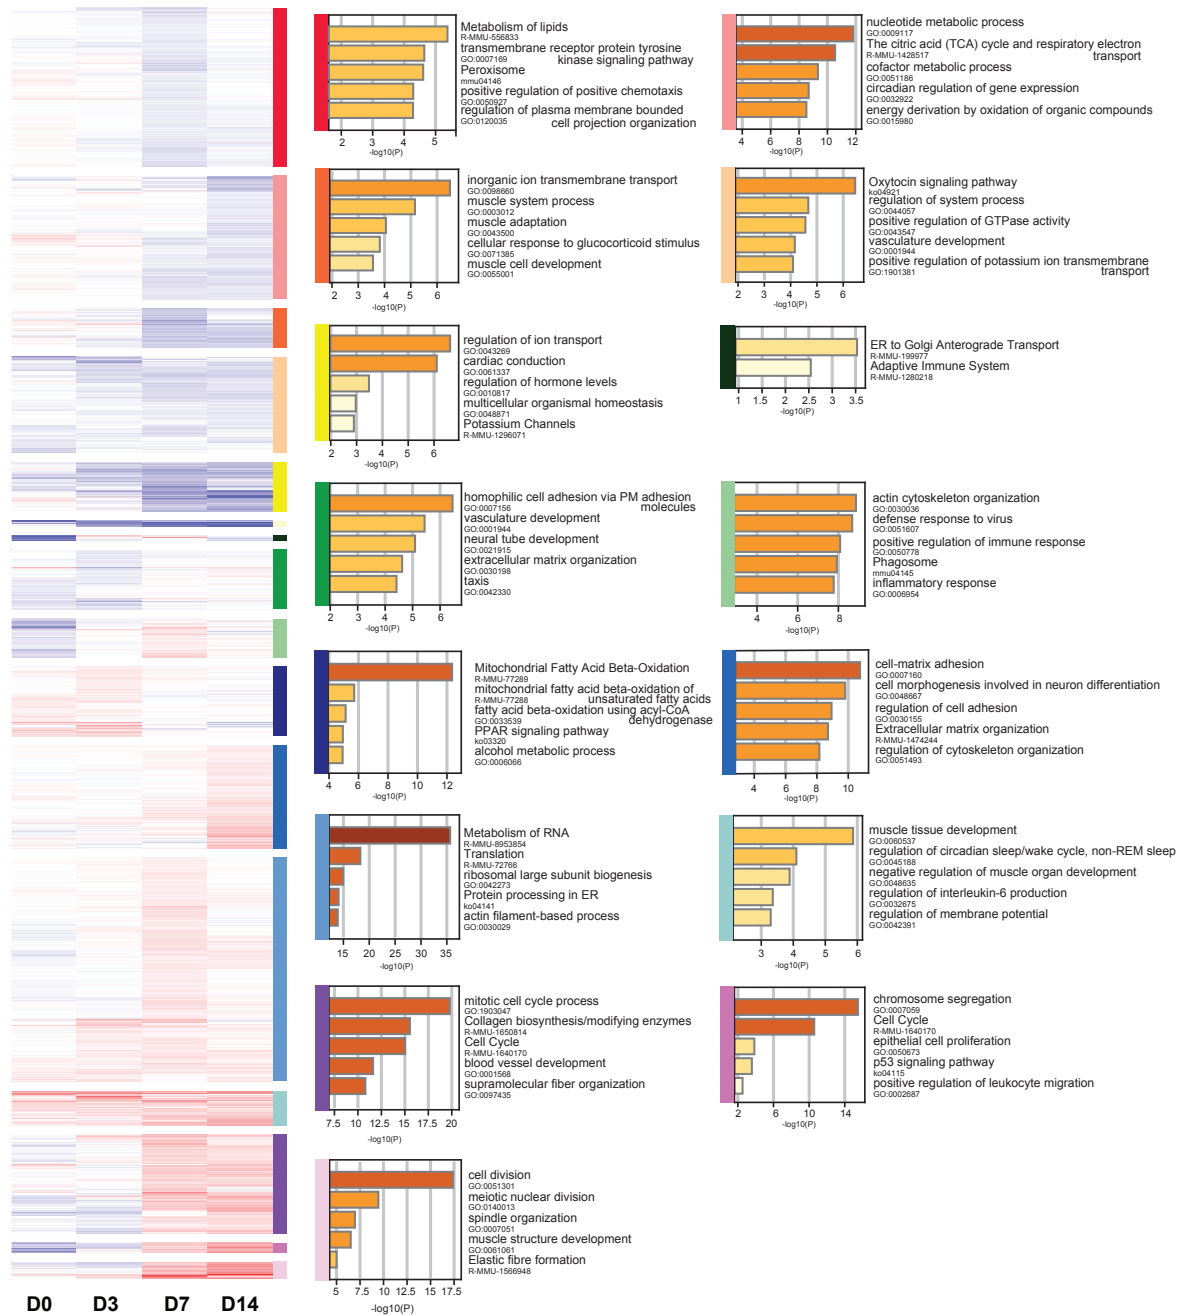 Metabolism of lipids
R-MMU-556833
transmembrane receptor protein tyrosine
GO:0007169
kinase signaling pathway
Peroxisome
mmu04146
positive regulation of positive chemotaxis
GO:0050927
regulation of plasma membrane bounded
GO:0120035
cell projection organization
2 3 4 5
-log10(P)
nucleotide metabolic process
GO:0009117
The citric acid (TCA) cycle and respiratory electron
R-MMU-1428517
transport
cofactor metabolic process
GO:0051186
circadian regulation of gene expression
GO:0032922
energy derivation by oxidation of organic compounds
GO:0015980
4 6 8 10 12
-log10(P)
inorganic ion transmembrane transport
GO:0098660
muscle system process
GO:0003012
muscle adaptation
GO:0043500
cellular response to glucocorticoid stimulus
GO:0071385
muscle cell development
GO:0055001
2 3 4 5 6
-log10(P)
Oxytocin signaling pathway
ko04921
regulation of system process
GO:0044057
positive regulation of GTPase activity
GO:0043547
vasculature development
GO:0001944
positive regulation of potassium ion transmembrane
GO:1901381
transport
2 3 4 5 6
-log10(P)
regulation of ion transport
GO:0043269
cardiac conduction
GO:0061337
regulation of hormone levels
GO:0010817
multicellular organismal homeostasis
GO:0048871
Potassium Channels
R-MMU-1296071
2 3 4 5 6
-log10(P)
ER to Golgi Anterograde Transport
R-MMU-199977
Adaptive Immune System
R-MMU-1280218
1 1.5 2 2.5 3 3.5
-log10(P)
homophilic cell adhesion via PM adhesion
GO:0007156
molecules
vasculature development
GO:0001944
neural tube development
GO:0021915
extracellular matrix organization
GO:0030198
taxis
GO:0042330
2 3 4 5 6
-log10(P)
actin cytoskeleton organization
GO:0030036
defense response to virus
GO:0051607
positive regulation of immune response
GO:0050778
Phagosome
mmu04145
inflammatory response
GO:0006954
4 6 8
-log10(P)
Mitochondrial Fatty Acid Beta-Oxidation
R-MMU-77289
mitochondrial fatty acid beta-oxidation of
R-MMU-77288
unsaturated fatty acids
fatty acid beta-oxidation using acyl-CoA
GO:0033539
dehydrogenase
PPAR signaling pathway
ko03320
alcohol metabolic process
GO:0006066
4 6 8 10 12
-log10(P)
cell-matrix adhesion
GO:0007160
cell morphogenesis involved in neuron differentiation
GO:0048667
regulation of cell adhesion
GO:0030155
Extracellular matrix organization
R-MMU-1474244
regulation of cytoskeleton organization
GO:0051493
4 6 8 10
-log10(P)
Metabolism of RNA
R-MMU-8953854
Translation
R-MMU-72766
ribosomal large subunit biogenesis
GO:0042273
Protein processing in ER
ko04141
actin filament-based process
GO:0030029
15 20 25 30 35
-log10(P)
muscle tissue development
GO:0060537
regulation of circadian sleep/wake cycle, non-REM sleep
GO:0045188
negative regulation of muscle organ development
GO:0048635
regulation of interleukin-6 production
GO:0032675
regulation of membrane potential
GO:0042391
3 4 5 6
-log10(P)
mitotic cell cycle process
GO:1903047
Collagen biosynthesis/modifying enzymes
R-MMU-1650814
Cell Cycle
R-MMU-1640170
blood vessel development
GO:0001568
supramolecular fiber organization
GO:0097435
7.5 10 12.5 15 17.5 20
-log10(P)
chromosome segregation
GO:0007059
Cell Cycle
R-MMU-1640170
epithelial cell proliferation
GO:0050673
p53 signaling pathway
ko04115
positive regulation of leukocyte migration
GO:0002687
2 6 10 14
-log10(P)
cell division
GO:0051301
meiotic nuclear division
GO:0140013
spindle organization
GO:0007051
muscle structure development
GO:0061061
Elastic fibre formation
R-MMU-1566948
5 7.5 10 12.5 15 17.5
-log10(P)
D0 D3 D7 D14